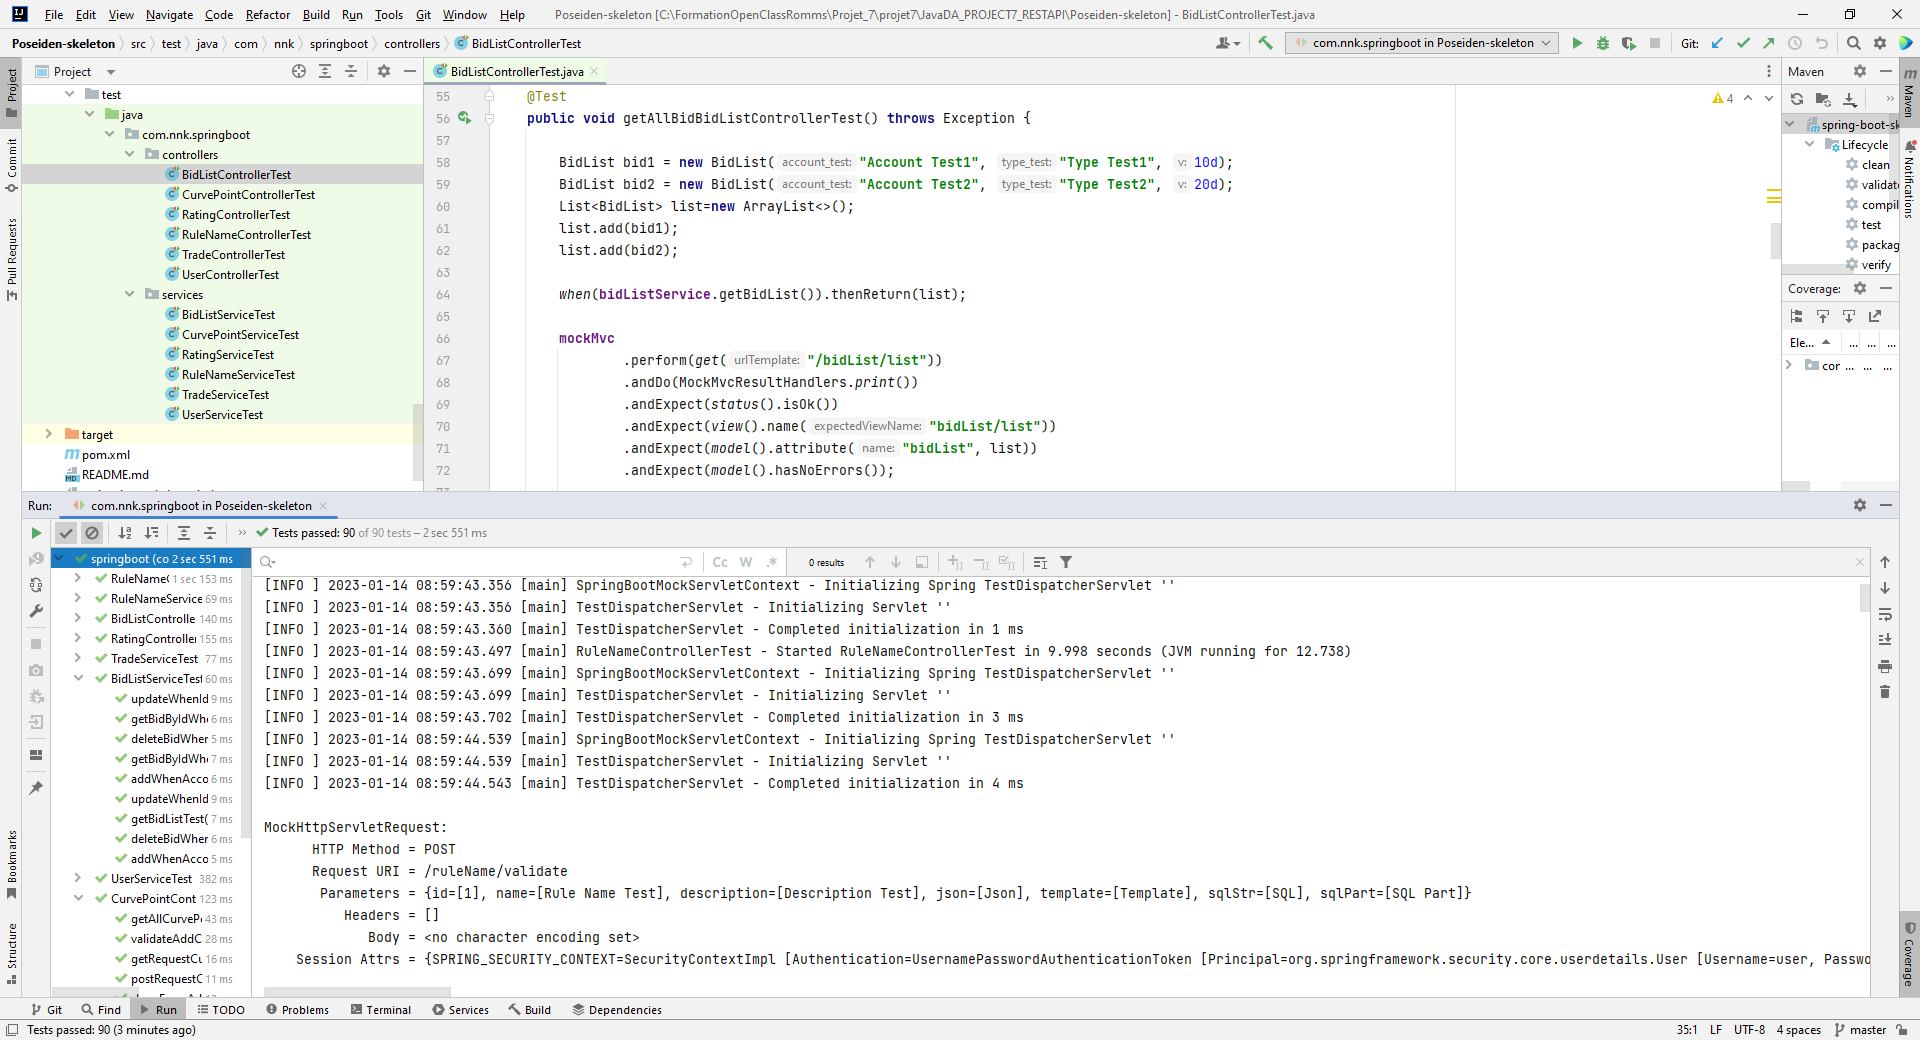 File Edit View Navigate Code Refactor Build Run Tools Git Window Help Poseiden-skeleton [C:\FormationOpenClassRomms\Projet_7\projet7\JavaDA_PROJECT7_RESTAPI\Poseiden-skeleton] - BidListControllerTest.java
Poseiden-skeleton src test java com nnk springboot controllers BidListControllerTest com.nnk.springboot in Poseiden-skeleton Git:
Project
BidListControllerTest.java
Maven
Project
Commit
Pull Requests
Bookmarks
Structure
test
java
com.nnk.springboot
controllers
BidListControllerTest
CurvePointControllerTest
RatingControllerTest
RuleNameControllerTest
TradeControllerTest
UserControllerTest
services
BidListServiceTest
CurvePointServiceTest
RatingServiceTest
RuleNameServiceTest
TradeServiceTest
UserServiceTest
target
pom.xml
README.md
55 @Test
56 public void getAllBidBidListControllerTest() throws Exception {
57
58 BidList bid1 = new BidList( account_test: "Account Test1", type_test: "Type Test1", v: 10d);
59 BidList bid2 = new BidList( account_test: "Account Test2", type_test: "Type Test2", v: 20d);
60 List<BidList> list=new ArrayList<>();
61 list.add(bid1);
62 list.add(bid2);
63
64 when(bidListService.getBidList()).thenReturn(list);
65
66 mockMvc
67 .perform(get( urlTemplate: "/bidList/list"))
68 .andDo(MockMvcResultHandlers.print())
69 .andExpect(status().isOk())
70 .andExpect(view().name( expectedViewName: "bidList/list"))
71 .andExpect(model().attribute( name: "bidList", list))
72 .andExpect(model().hasNoErrors());
4
spring-boot-sk
Lifecycle
clean
validate
compil
test
packag
verify
Coverage:
Ele... ... ... ...
cor ... ... ...
Maven
Notifications
Coverage
Run: com.nnk.springboot in Poseiden-skeleton
Tests passed: 90 of 90 tests – 2 sec 551 ms
springboot (co 2 sec 551 ms
RuleName( 1 sec 153 ms
RuleNameService 69 ms
BidListControlle 140 ms
RatingController 155 ms
TradeServiceTest 77 ms
BidListServiceTest 60 ms
updateWhenId 9 ms
getBidByIdWhe 6 ms
deleteBidWher 5 ms
getBidByIdWhe 7 ms
addWhenAcco 6 ms
updateWhenId 9 ms
getBidListTest( 7 ms
deleteBidWher 6 ms
addWhenAcco 5 ms
UserServiceTest 382 ms
CurvePointCont 123 ms
getAllCurvePo 43 ms
validateAddC 28 ms
getRequestCu 16 ms
postRequestC 11 ms
Cc W .* 0 results
[INFO ] 2023-01-14 08:59:43.356 [main] SpringBootMockServletContext - Initializing Spring TestDispatcherServlet ''
[INFO ] 2023-01-14 08:59:43.356 [main] TestDispatcherServlet - Initializing Servlet ''
[INFO ] 2023-01-14 08:59:43.360 [main] TestDispatcherServlet - Completed initialization in 1 ms
[INFO ] 2023-01-14 08:59:43.497 [main] RuleNameControllerTest - Started RuleNameControllerTest in 9.998 seconds (JVM running for 12.738)
[INFO ] 2023-01-14 08:59:43.699 [main] SpringBootMockServletContext - Initializing Spring TestDispatcherServlet ''
[INFO ] 2023-01-14 08:59:43.699 [main] TestDispatcherServlet - Initializing Servlet ''
[INFO ] 2023-01-14 08:59:43.702 [main] TestDispatcherServlet - Completed initialization in 3 ms
[INFO ] 2023-01-14 08:59:44.539 [main] SpringBootMockServletContext - Initializing Spring TestDispatcherServlet ''
[INFO ] 2023-01-14 08:59:44.539 [main] TestDispatcherServlet - Initializing Servlet ''
[INFO ] 2023-01-14 08:59:44.543 [main] TestDispatcherServlet - Completed initialization in 4 ms
MockHttpServletRequest:
HTTP Method = POST
Request URI = /ruleName/validate
Parameters = {id=[1], name=[Rule Name Test], description=[Description Test], json=[Json], template=[Template], sqlStr=[SQL], sqlPart=[SQL Part]}
Headers = []
Body = <no character encoding set>
Session Attrs = {SPRING_SECURITY_CONTEXT=SecurityContextImpl [Authentication=UsernamePasswordAuthenticationToken [Principal=org.springframework.security.core.userdetails.User [Username=user, Passwo
Git Find Run TODO Problems Terminal Services Build Dependencies
Tests passed: 90 (3 minutes ago) 35:1 LF UTF-8 4 spaces master